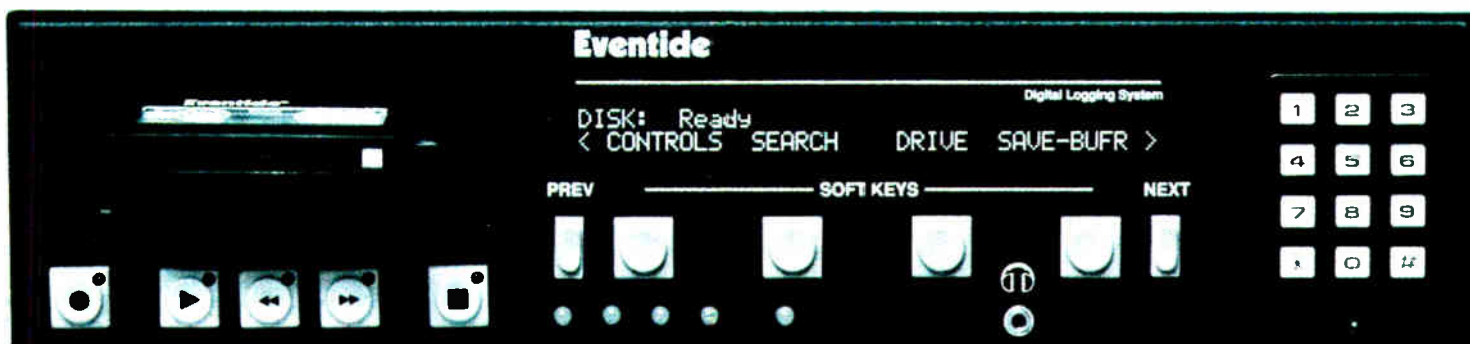 Eventide
Digital Logging System
Eventide
DISK: Ready
< CONTROLS SEARCH DRIVE SAVE-BUFR >
PREV SOFT KEYS NEXT
1 2 3
4 5 6
7 8 9
0 #